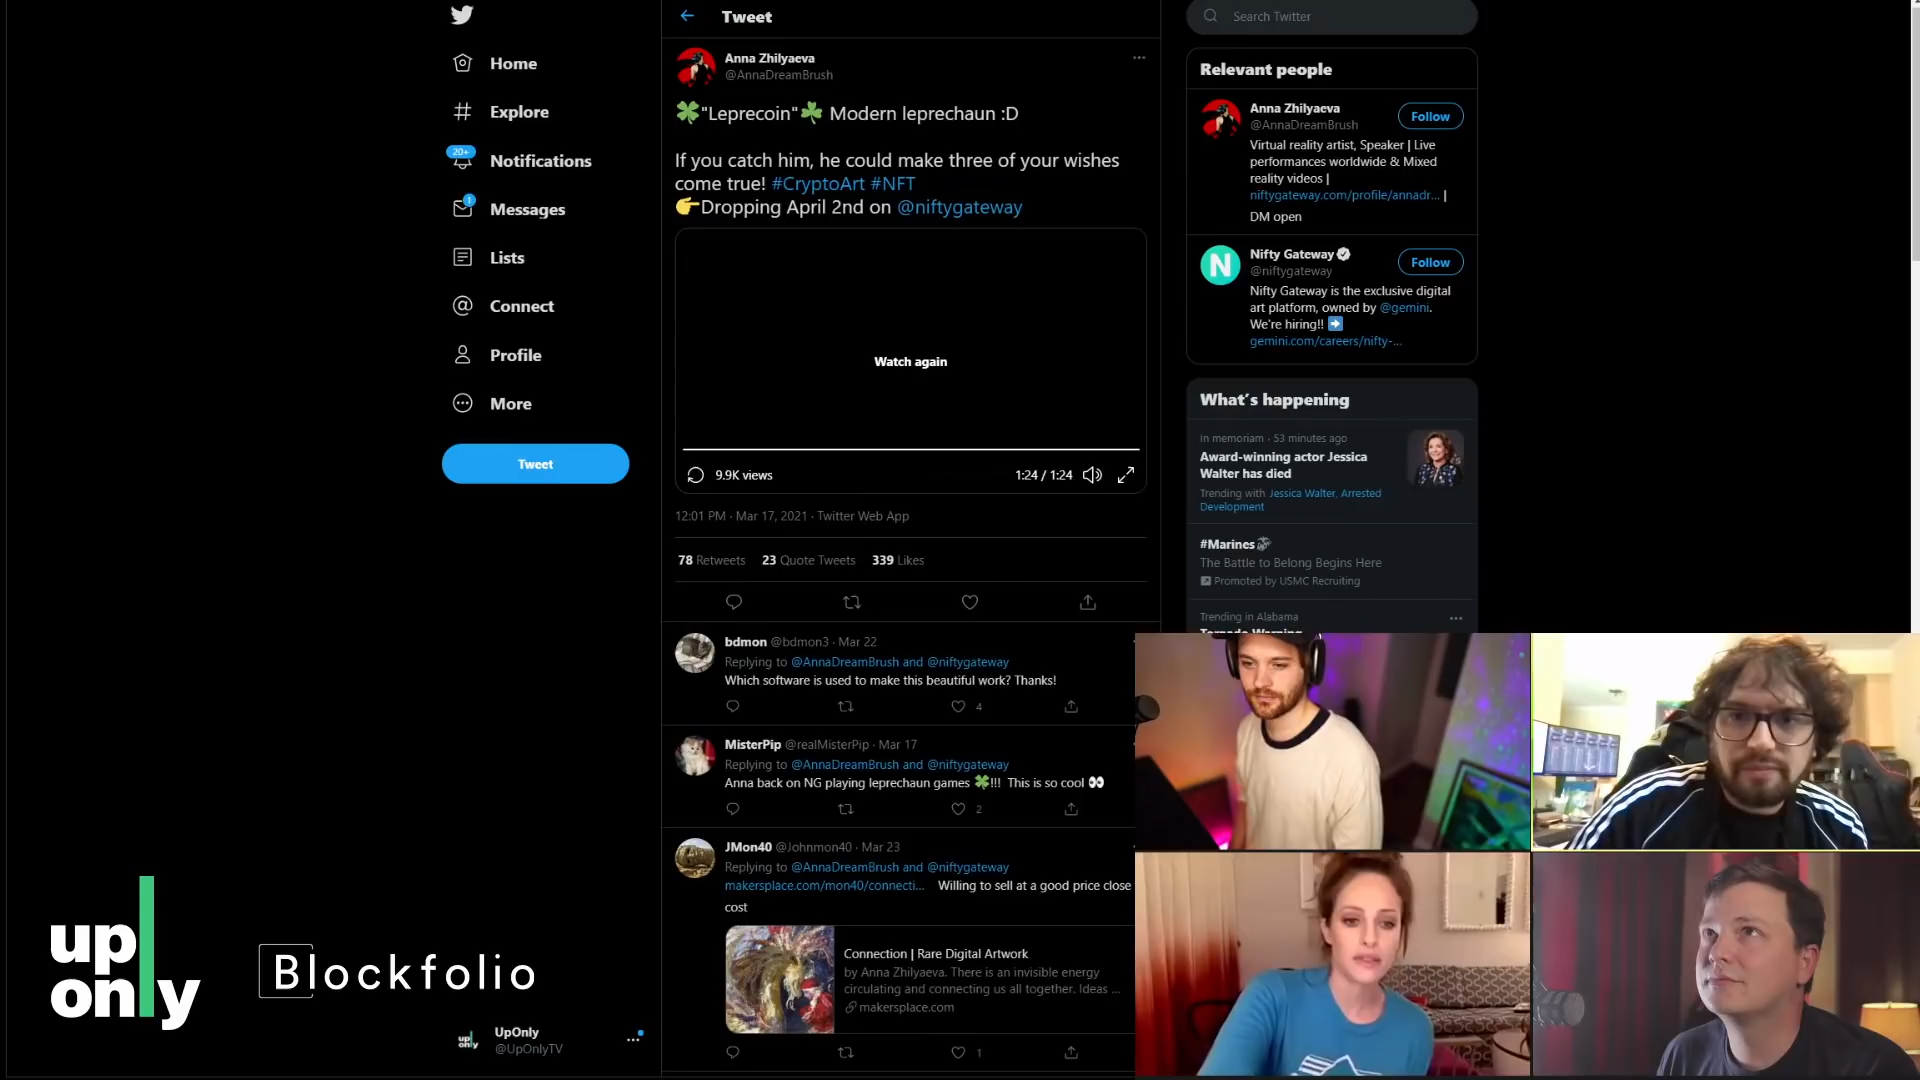 Home
Explore
20+
Notifications
1
Messages
Lists
@ Connect
Profile
More
Tweet
up
only
Blockfolio
up
only
UpOnly
@UpOnlyTV
Tweet
Anna Zhilyaeva
@AnnaDreamBrush
🍀"Leprecoin"☘️ Modern leprechaun :D
If you catch him, he could make three of your wishes
come true! #CryptoArt #NFT
👉Dropping April 2nd on @niftygateway
Watch again
9.9K views
1:24 / 1:24
12:01 PM · Mar 17, 2021 · Twitter Web App
78 Retweets 23 Quote Tweets 339 Likes
bdmon @bdmon3 · Mar 22
Replying to @AnnaDreamBrush and @niftygateway
Which software is used to make this beautiful work? Thanks!
4
MisterPip @realMisterPip · Mar 17
Replying to @AnnaDreamBrush and @niftygateway
Anna back on NG playing leprechaun games 🍀!!! This is so cool 👀
2
JMon40 @Johnmon40 · Mar 23
Replying to @AnnaDreamBrush and @niftygateway
makersplace.com/mon40/connecti... Willing to sell at a good price close
cost
Connection | Rare Digital Artwork
by Anna Zhilyaeva. There is an invisible energy
circulating and connecting us all together. Ideas ...
makersplace.com
1
Search Twitter
Relevant people
Anna Zhilyaeva
@AnnaDreamBrush
Follow
Virtual reality artist, Speaker | Live
performances worldwide & Mixed
reality videos |
niftygateway.com/profile/annadr... |
DM open
N
Nifty Gateway
@niftygateway
Follow
Nifty Gateway is the exclusive digital
art platform, owned by @gemini.
We're hiring!! ➡️
gemini.com/careers/nifty-...
What's happening
In memoriam · 53 minutes ago
Award-winning actor Jessica
Walter has died
Trending with Jessica Walter, Arrested
Development
#Marines
The Battle to Belong Begins Here
Promoted by USMC Recruiting
Trending in Alabama
Tornado Warning